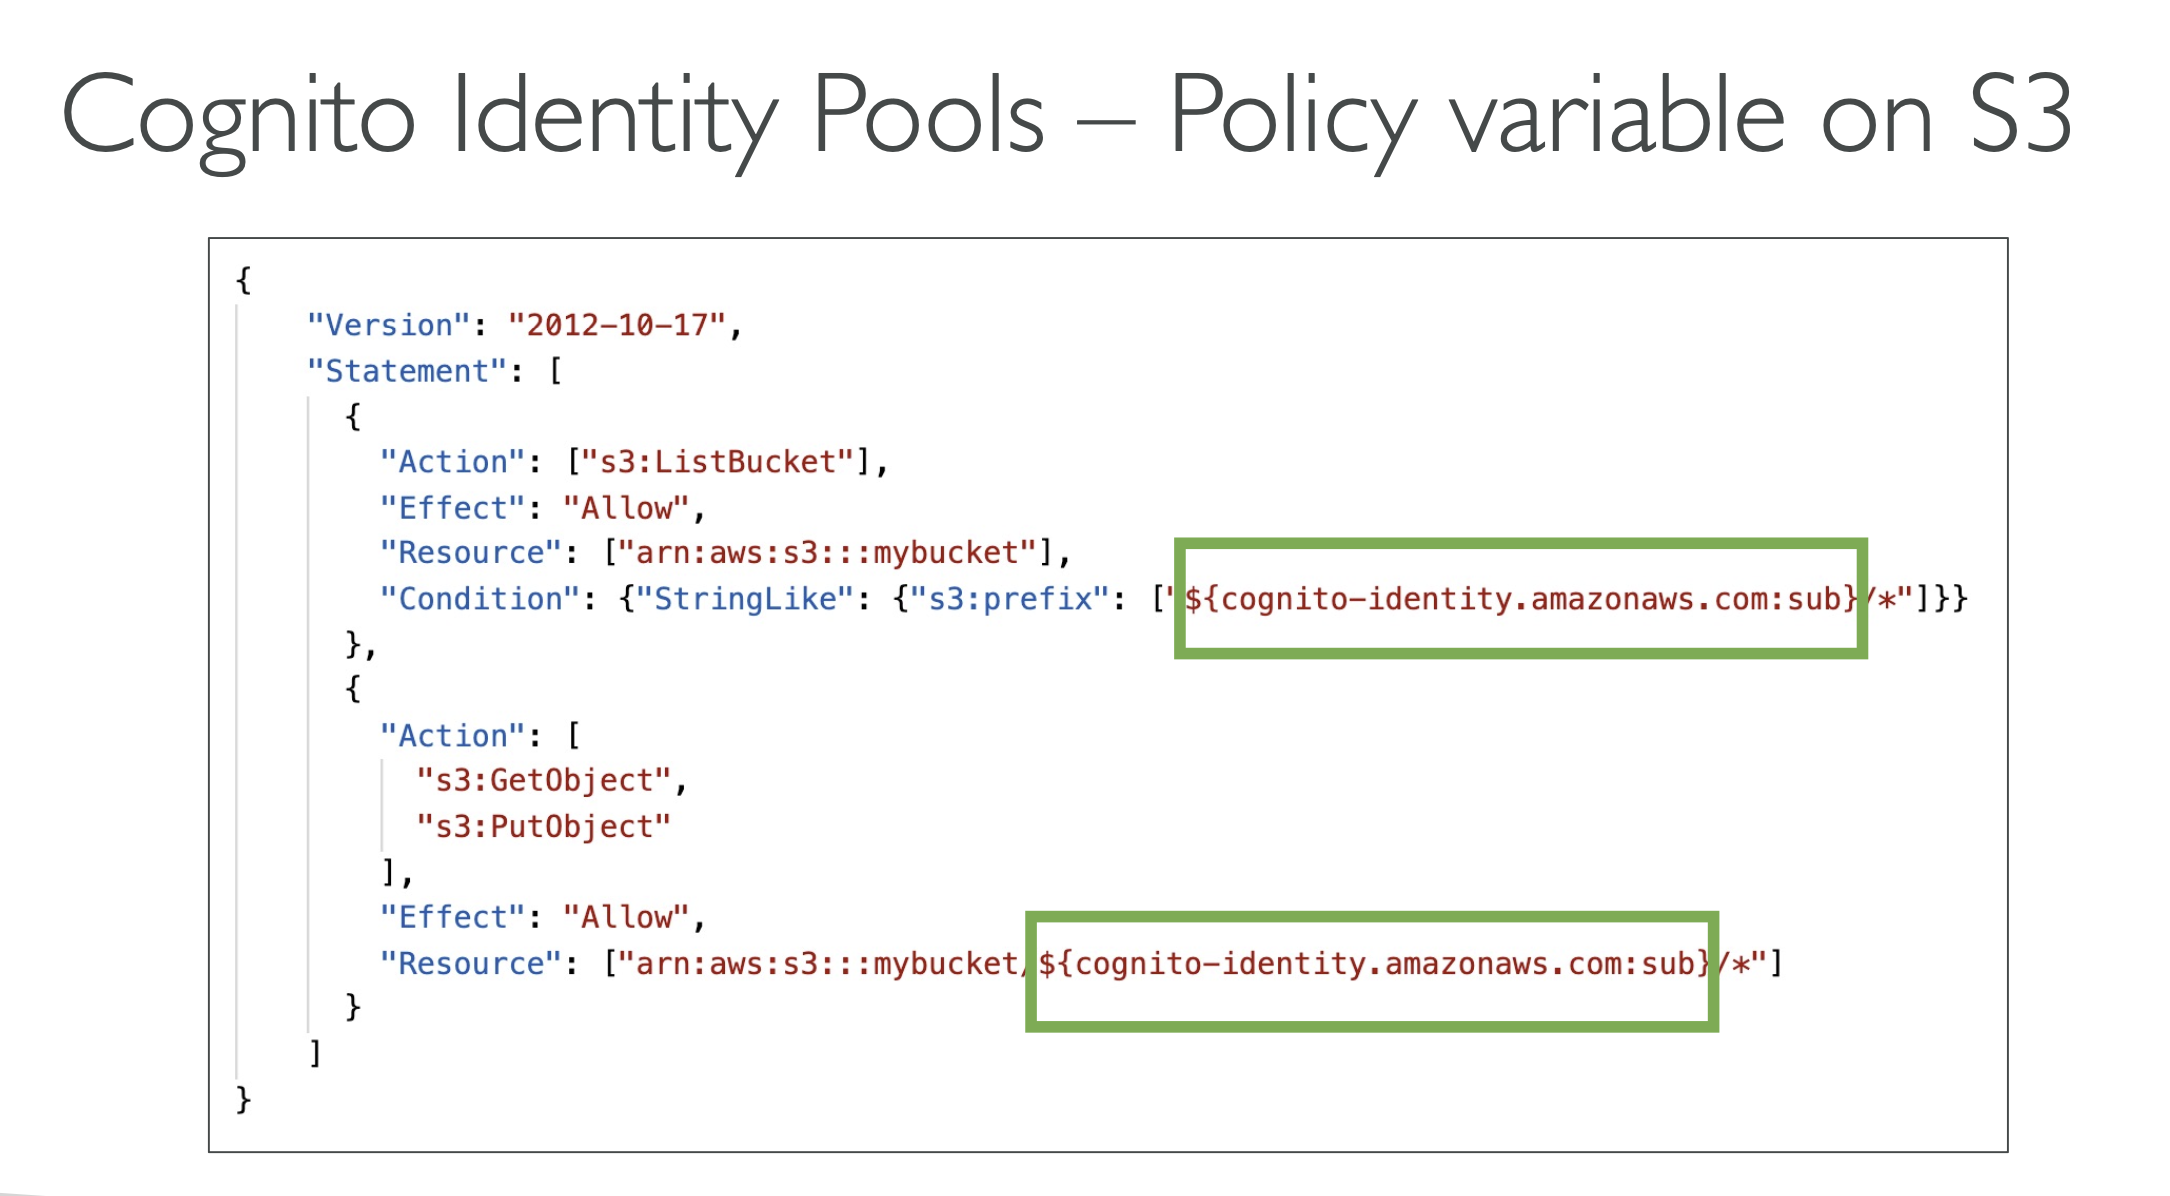 Cognito Identity Pools – Policy variable on S3
{
"Version": "2012-10-17",
"Statement": [
{
"Action": ["s3:ListBucket"],
"Effect": "Allow",
"Resource": ["arn:aws:s3:::mybucket"],
"Condition": {"StringLike": {"s3:prefix": ["${cognito-identity.amazonaws.com:sub}/*"]}}
},
{
"Action": [
"s3:GetObject",
"s3:PutObject"
],
"Effect": "Allow",
"Resource": ["arn:aws:s3:::mybucket/${cognito-identity.amazonaws.com:sub}/*"]
}
]
}